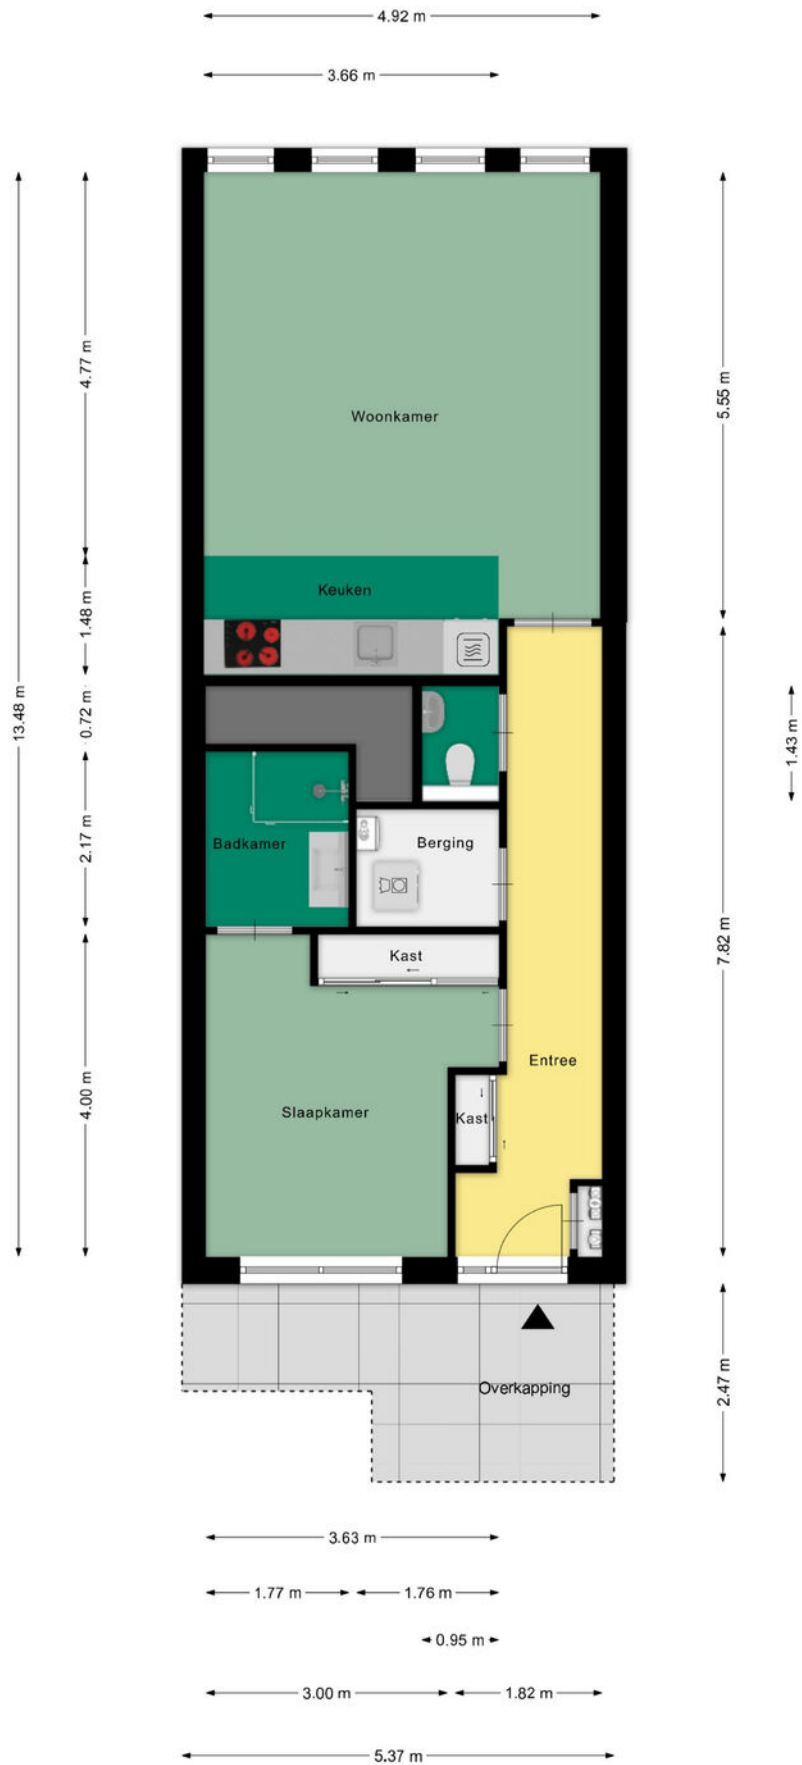 4.92 m
3.66 m
4.77 m
5.55 m
Woonkamer
Keuken
1.48 m
13.48 m
0.72 m
1.43 m
2.17 m
Badkamer
Berging
7.82 m
Kast
Entree
4.00 m
Slaapkamer
Kast
2.47 m
Overkapping
3.63 m
1.77 m
1.76 m
0.95 m
3.00 m
1.82 m
5.37 m